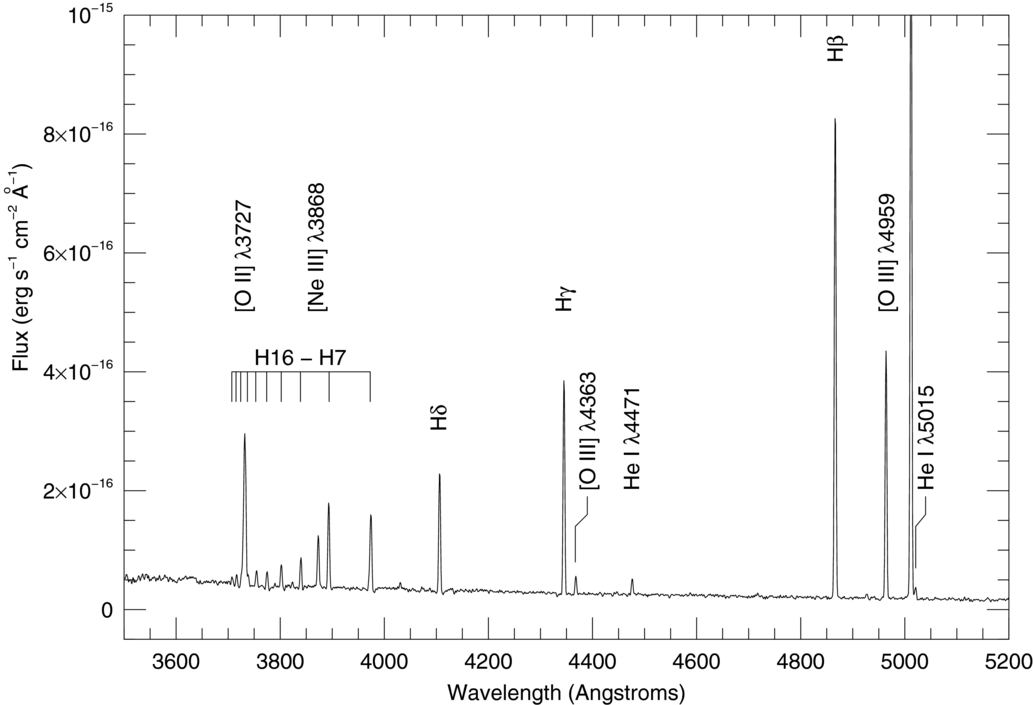 10⁻¹⁵
8×10⁻¹⁶
6×10⁻¹⁶
4×10⁻¹⁶
2×10⁻¹⁶
0
Flux (erg s⁻¹ cm⁻² Å⁻¹)
[O II] λ3727
[Ne III] λ3868
H16 – H7
Hδ
Hγ
[O III] λ4363
He I λ4471
Hβ
[O III] λ4959
He I λ5015
3600 3800 4000 4200 4400 4600 4800 5000 5200
Wavelength (Angstroms)